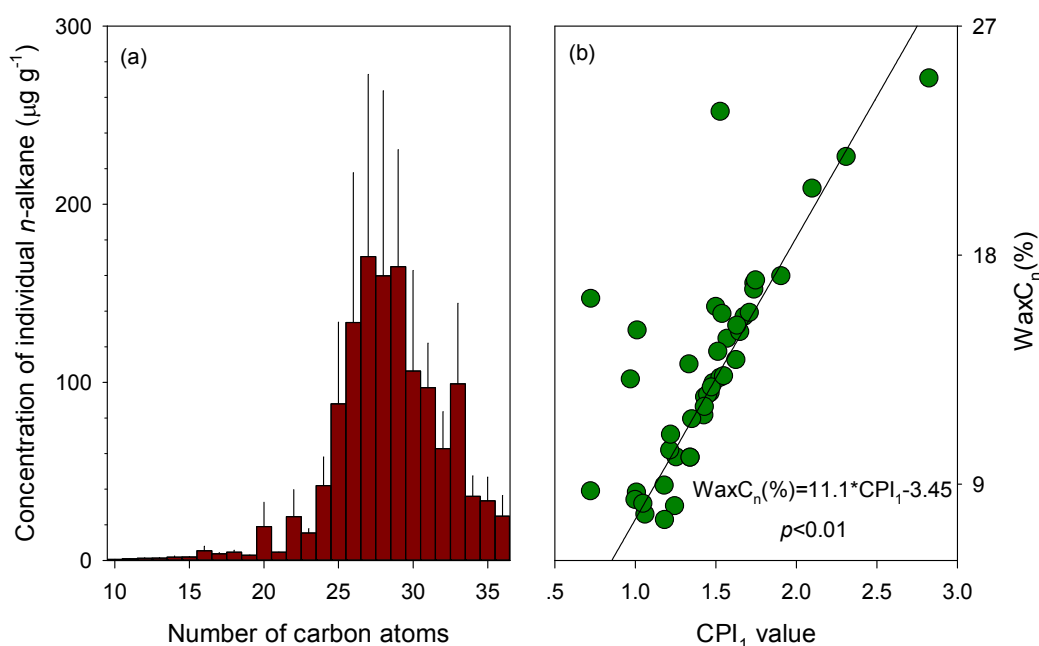 (a)
Concentration of individual n-alkane (μg g⁻¹)
300
200
100
0
10 15 20 25 30 35
Number of carbon atoms
(b)
WaxCₙ(%)
27
18
9
WaxCₙ(%)=11.1*CPI₁-3.45
p<0.01
.5 1.0 1.5 2.0 2.5 3.0
CPI₁ value